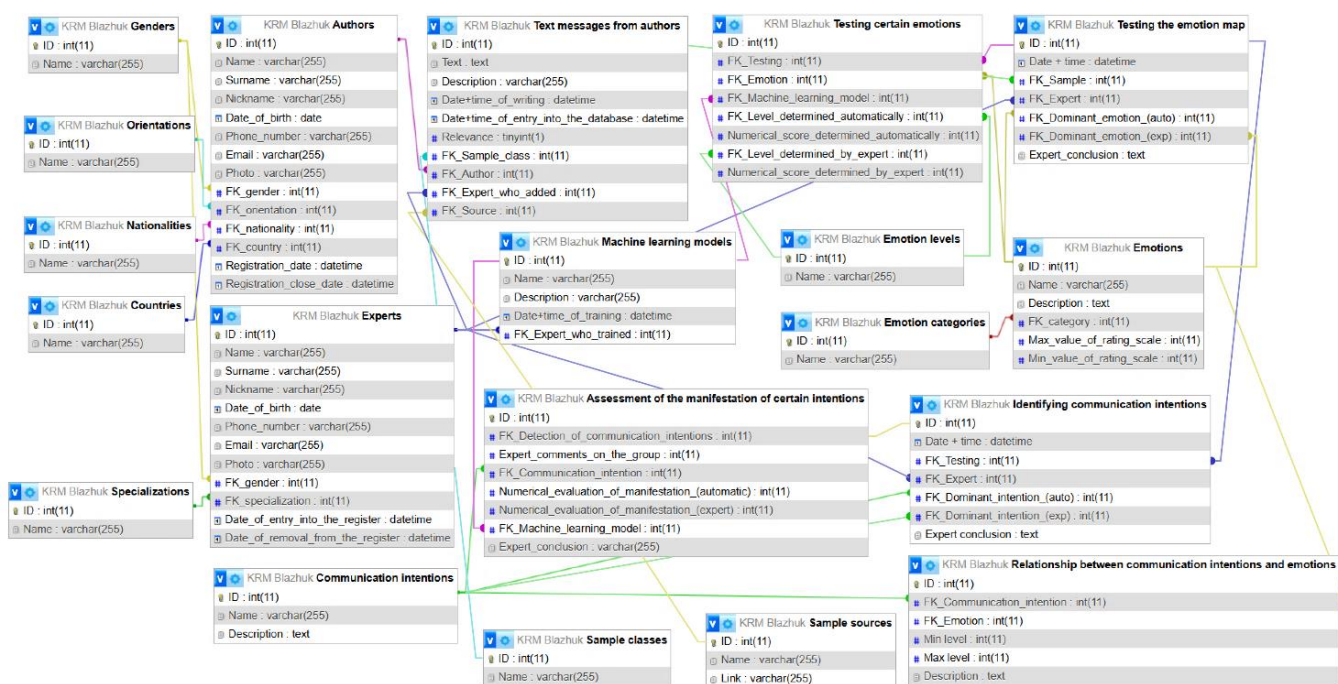 KRM Blazhuk Genders
ID : int(11)
Name : varchar(255)
KRM Blazhuk Orientations
ID : int(11)
Name : varchar(255)
KRM Blazhuk Nationalities
ID : int(11)
Name : varchar(255)
KRM Blazhuk Countries
ID : int(11)
Name : varchar(255)
KRM Blazhuk Specializations
ID : int(11)
Name : varchar(255)
KRM Blazhuk Authors
ID : int(11)
Name : varchar(255)
Surname : varchar(255)
Nickname : varchar(255)
Date_of_birth : date
Phone_number : varchar(255)
Email : varchar(255)
Photo : varchar(255)
FK_gender : int(11)
FK_orientation : int(11)
FK_nationality : int(11)
FK_country : int(11)
Registration_date : datetime
Registration_close_date : datetime
KRM Blazhuk Experts
ID : int(11)
Name : varchar(255)
Surname : varchar(255)
Nickname : varchar(255)
Date_of_birth : date
Phone_number : varchar(255)
Email : varchar(255)
Photo : varchar(255)
FK_gender : int(11)
FK_specialization : int(11)
Date_of_entry_into_the_register : datetime
Date_of_removal_from_the_register : datetime
KRM Blazhuk Communication intentions
ID : int(11)
Name : varchar(255)
Description : text
KRM Blazhuk Text messages from authors
ID : int(11)
Text : text
Description : varchar(255)
Date+time_of_writing : datetime
Date+time_of_entry_into_the_database : datetime
Relevance : tinyint(1)
FK_Sample_class : int(11)
FK_Author : int(11)
FK_Expert_who_added : int(11)
FK_Source : int(11)
KRM Blazhuk Machine learning models
ID : int(11)
Name : varchar(255)
Description : varchar(255)
Date+time_of_training : datetime
FK_Expert_who_trained : int(11)
KRM Blazhuk Assessment of the manifestation of certain intentions
ID : int(11)
FK_Detection_of_communication_intentions : int(11)
Expert_comments_on_the_group : int(11)
FK_Communication_intention : int(11)
Numerical_evaluation_of_manifestation_(automatic) : int(11)
Numerical_evaluation_of_manifestation_(expert) : int(11)
FK_Machine_learning_model : int(11)
Expert_conclusion : varchar(255)
KRM Blazhuk Sample classes
ID : int(11)
Name : varchar(255)
KRM Blazhuk Sample sources
ID : int(11)
Name : varchar(255)
Link : varchar(255)
KRM Blazhuk Testing certain emotions
ID : int(11)
FK_Testing : int(11)
FK_Emotion : int(11)
FK_Machine_learning_model : int(11)
FK_Level_determined_automatically : int(11)
Numerical_score_determined_automatically : int(11)
FK_Level_determined_by_expert : int(11)
Numerical_score_determined_by_expert : int(11)
KRM Blazhuk Emotion levels
ID : int(11)
Name : varchar(255)
KRM Blazhuk Emotion categories
ID : int(11)
Name : varchar(255)
KRM Blazhuk Testing the emotion map
ID : int(11)
Date + time : datetime
FK_Sample : int(11)
FK_Expert : int(11)
FK_Dominant_emotion_(auto) : int(11)
FK_Dominant_emotion_(exp) : int(11)
Expert_conclusion : text
KRM Blazhuk Emotions
ID : int(11)
Name : varchar(255)
Description : text
FK_category : int(11)
Max_value_of_rating_scale : int(11)
Min_value_of_rating_scale : int(11)
KRM Blazhuk Identifying communication intentions
ID : int(11)
Date + time : datetime
FK_Testing : int(11)
FK_Expert : int(11)
FK_Dominant_intention_(auto) : int(11)
FK_Dominant_intention_(exp) : int(11)
Expert conclusion : text
KRM Blazhuk Relationship between communication intentions and emotions
ID : int(11)
FK_Communication_intention : int(11)
FK_Emotion : int(11)
Min level : int(11)
Max level : int(11)
Description : text